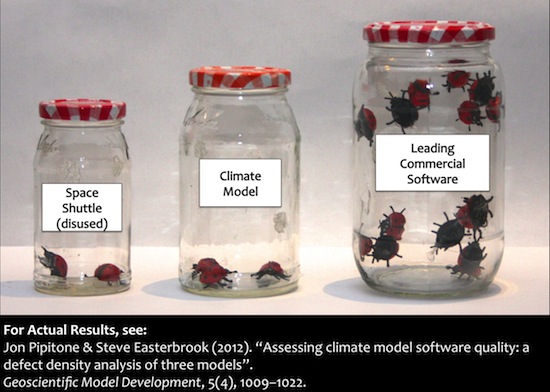 Space
Shuttle
(disused)
Climate
Model
Leading
Commercial
Software
For Actual Results, see:
Jon Pipitone & Steve Easterbrook (2012). “Assessing climate model software quality: a
defect density analysis of three models”.
Geoscientific Model Development, 5(4), 1009–1022.